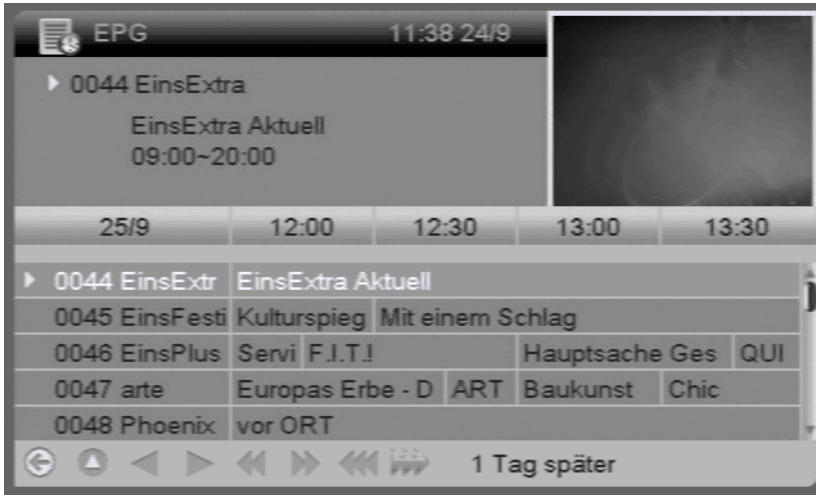 EPG 11:38 24/9
0044 EinsExtra
EinsExtra Aktuell
09:00~20:00
25/9 12:00 12:30 13:00 13:30
0044 EinsExtr EinsExtra Aktuell
0045 EinsFesti Kulturspieg Mit einem Schlag
0046 EinsPlus Servi F.I.T.! Hauptsache Ges QUI
0047 arte Europas Erbe - D ART Baukunst Chic
0048 Phoenix vor ORT
1 Tag später